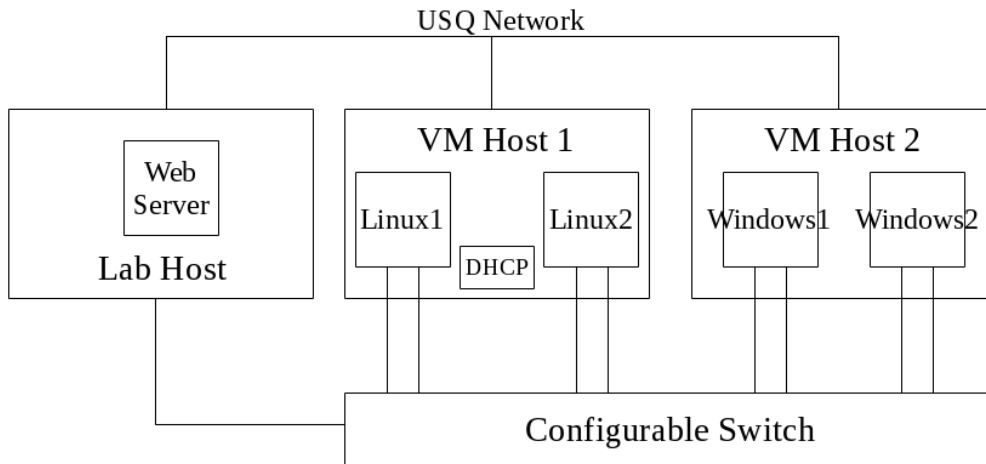 USQ Network
Web
Server
Lab Host
VM Host 1
Linux1
Linux2
DHCP
VM Host 2
Windows1
Windows2
Configurable Switch